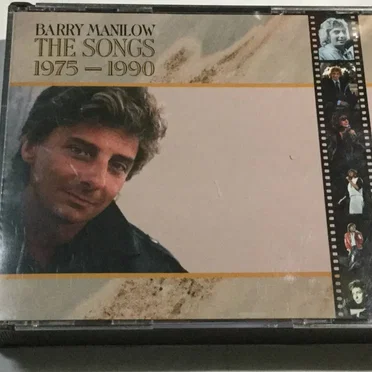 BARRY MANILOW
THE SONGS
1975 — 1990